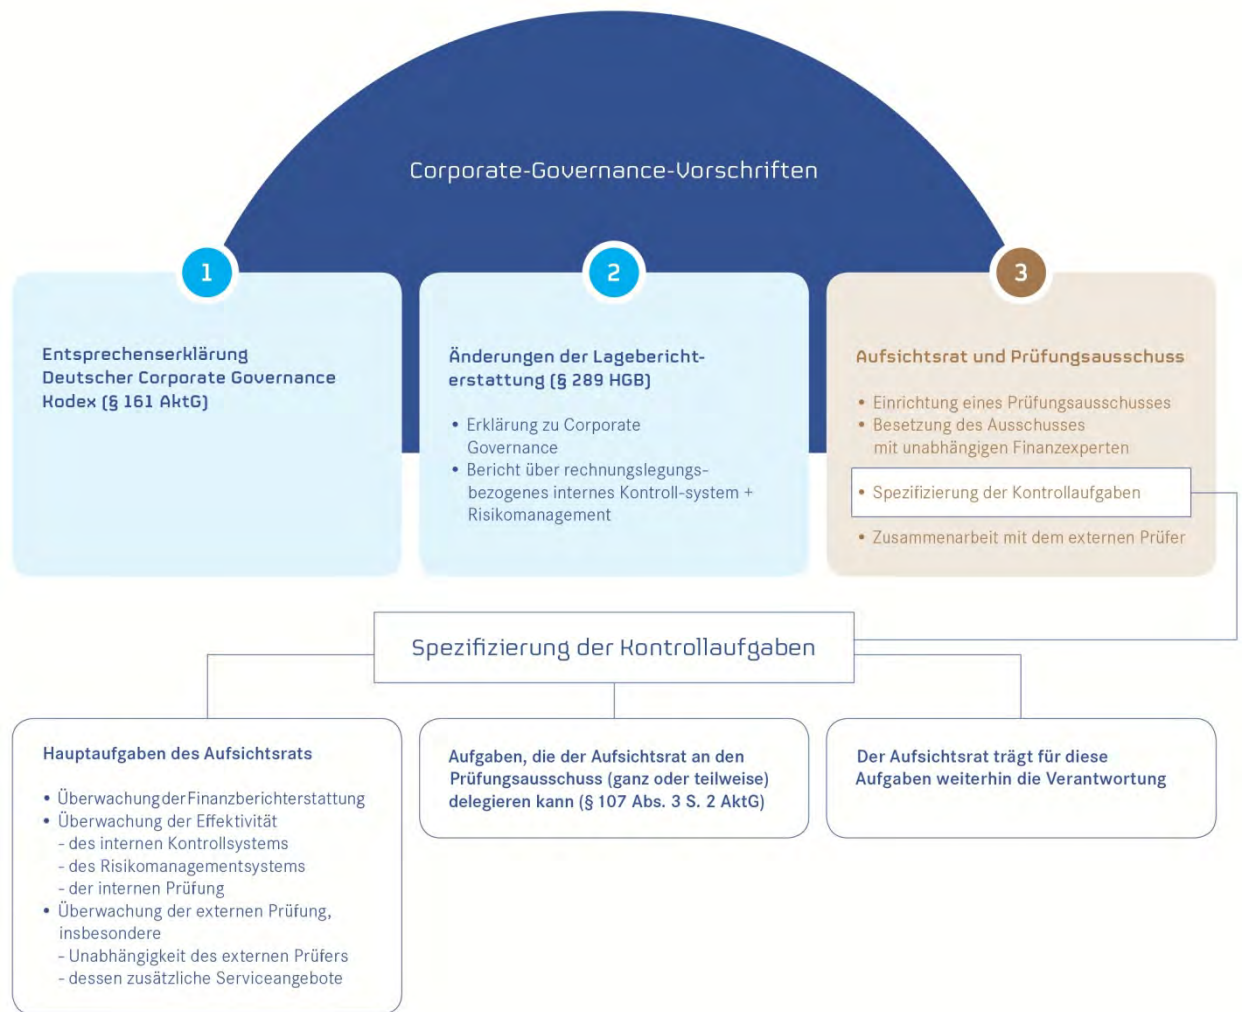 Corporate-Governance-Vorschriften
1
Entsprechenserklärung
Deutscher Corporate Governance
Kodex (§ 161 AktG)
2
Änderungen der Lagebericht-
erstattung (§ 289 HGB)
• Erklärung zu Corporate
Governance
• Bericht über rechnungslegungs-
bezogenes internes Kontroll-system +
Risikomanagement
3
Aufsichtsrat und Prüfungsausschuss
• Einrichtung eines Prüfungsausschusses
• Besetzung des Ausschusses
mit unabhängigen Finanzexperten
• Spezifizierung der Kontrollaufgaben
• Zusammenarbeit mit dem externen Prüfer
Spezifizierung der Kontrollaufgaben
Hauptaufgaben des Aufsichtsrats
• Überwachung der Finanzberichterstattung
• Überwachung der Effektivität
- des internen Kontrollsystems
- des Risikomanagementsystems
- der internen Prüfung
• Überwachung der externen Prüfung,
insbesondere
- Unabhängigkeit des externen Prüfers
- dessen zusätzliche Serviceangebote
Aufgaben, die der Aufsichtsrat an den
Prüfungsausschuss (ganz oder teilweise)
delegieren kann (§ 107 Abs. 3 S. 2 AktG)
Der Aufsichtsrat trägt für diese
Aufgaben weiterhin die Verantwortung